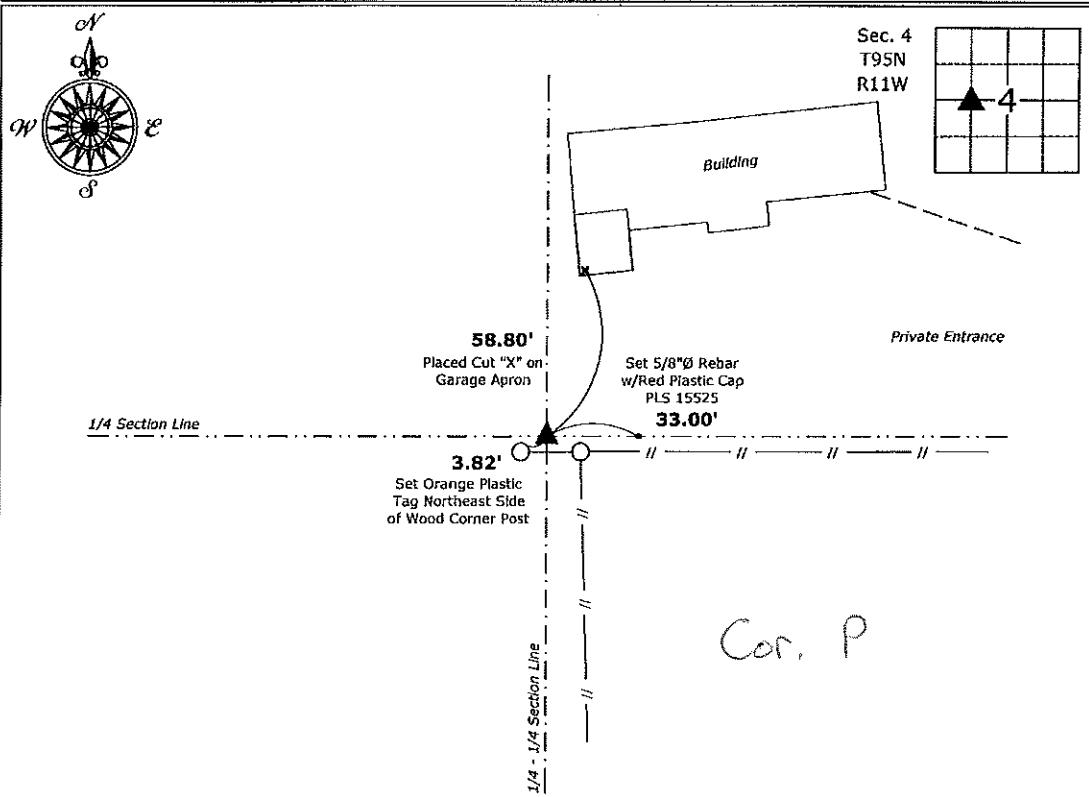 N
W
E
S
Sec. 4
T95N
R11W
4
Building
58.80'
Placed Cut "X" on
Garage Apron
Set 5/8"Ø Rebar
w/Red Plastic Cap
PLS 15525
33.00'
Private Entrance
1/4 Section Line
3.82'
Set Orange Plastic
Tag Northeast Side
of Wood Corner Post
1/4 - 1/4 Section Line
Cor. P